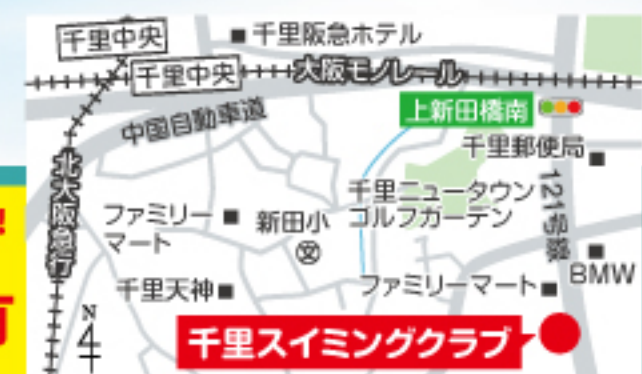 千里中央
千里阪急ホテル
千里中央
大阪モノレール
上新田橋南
中国自動車道
千里郵便局
北大阪急行
121号線
千里ニュータウン
ゴルフガーデン
ファミリー
マート
新田小
文
BMW
千里天神
ファミリーマート
N
千里スイミングクラブ